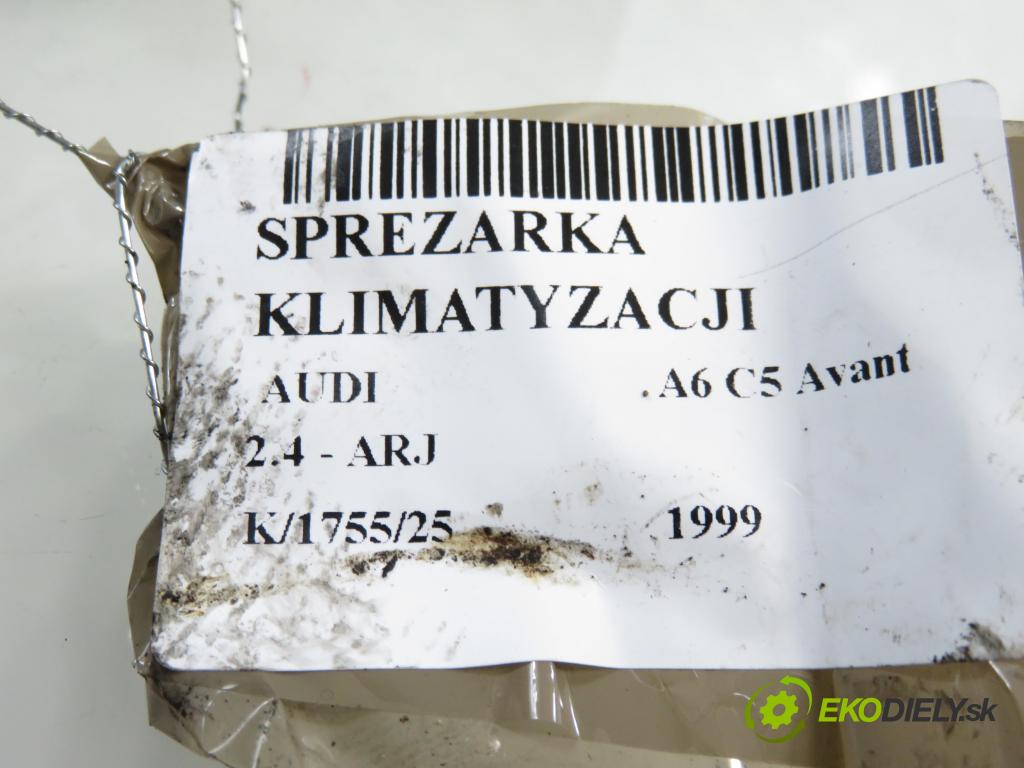 SPREZARKA
KLIMATYZACJI
AUDI . A6 C5 Avant
2.4 - ARJ
K/1755/25 1999
EKODIELY.sk